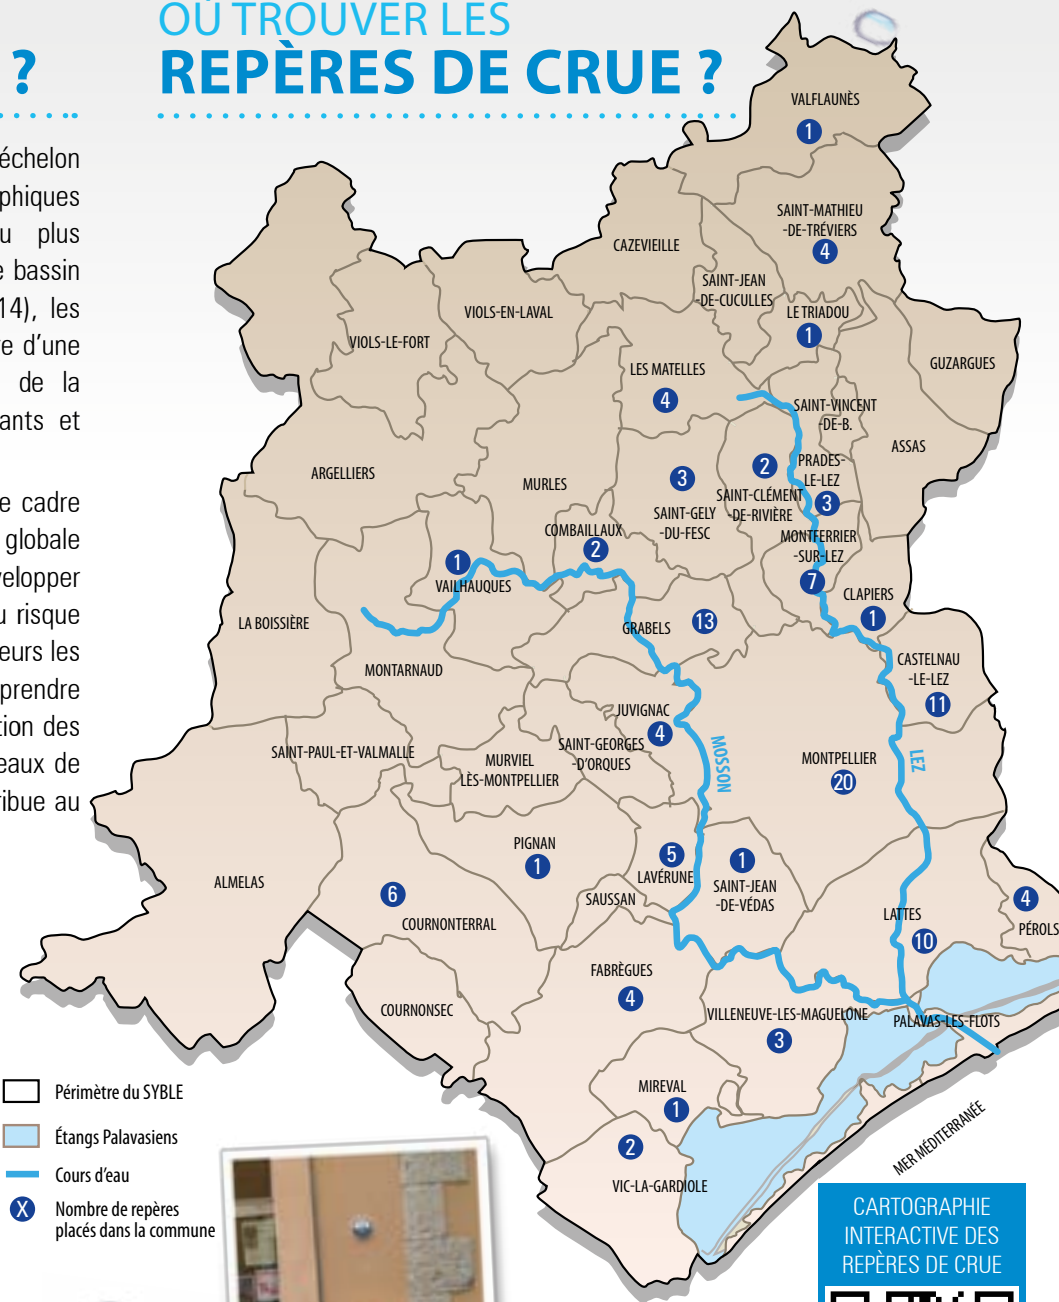 ?
échelon
phiques
u plus
e bassin
14), les
re d'une
de la
ants et
e cadre
globale
velopper
u risque
eurs les
prendre
tion des
eaux de
ribue au
OÙ TROUVER LES
REPÈRES DE CRUE ?
VALFLAUNÈS
1
SAINT-MATHIEU
-DE-TRÉVIERS
4
CAZEVIEILLE
SAINT-JEAN
-DE-CUCULLES
LE TRIADOU
1
VIOLS-EN-LAVAL
VIOLS-LE-FORT
GUZARGUES
LES MATELLES
4
SAINT-VINCENT
-DE-B.
ASSAS
ARGELLIERS
MURLES
3
SAINT-GELY
-DU-FESC
2
SAINT-CLÉMENT
-DE-RIVIÈRE
PRADES-
LE-LEZ
3
COMBAILLAUX
2
MONTFERRIER
-SUR-LEZ
7
1
VAILHAUQUES
CLAPIERS
1
LA BOISSIÈRE
GRABELS
13
MONTARNAUD
CASTELNAU
-LE-LEZ
11
JUVIGNAC
4
SAINT-PAUL-ET-VALMALLE
MURVIEL
LÈS-MONTPELLIER
SAINT-GEORGES
-D'ORQUES
MOSSON
MONTPELLIER
20
LEZ
PIGNAN
1
5
LAVÉRUNE
1
SAINT-JEAN
-DE-VÉDAS
ALMELAS
6
COURNONTERRAL
SAUSSAN
LATTES
10
4
PÉROLS
FABRÈGUES
4
COURNONSEC
VILLENEUVE-LES-MAGUELONE
3
PALAVAS-LES-FLOTS
MIREVAL
1
2
VIC-LA-GARDIOLE
MER MÉDITERRANÉE
Périmètre du SYBLE
Étangs Palavasiens
Cours d'eau
X
Nombre de repères
placés dans la commune
CARTOGRAPHIE
INTERACTIVE DES
REPÈRES DE CRUE